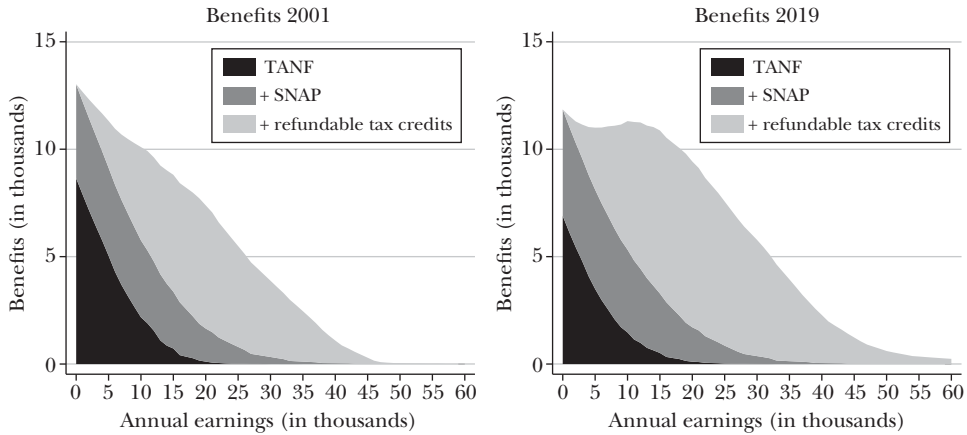 Benefits 2001
15
10
5
0
Benefits (in thousands)
TANF
+ SNAP
+ refundable tax credits
0 5 10 15 20 25 30 35 40 45 50 55 60
Annual earnings (in thousands)
Benefits 2019
15
10
5
0
Benefits (in thousands)
TANF
+ SNAP
+ refundable tax credits
0 5 10 15 20 25 30 35 40 45 50 55 60
Annual earnings (in thousands)